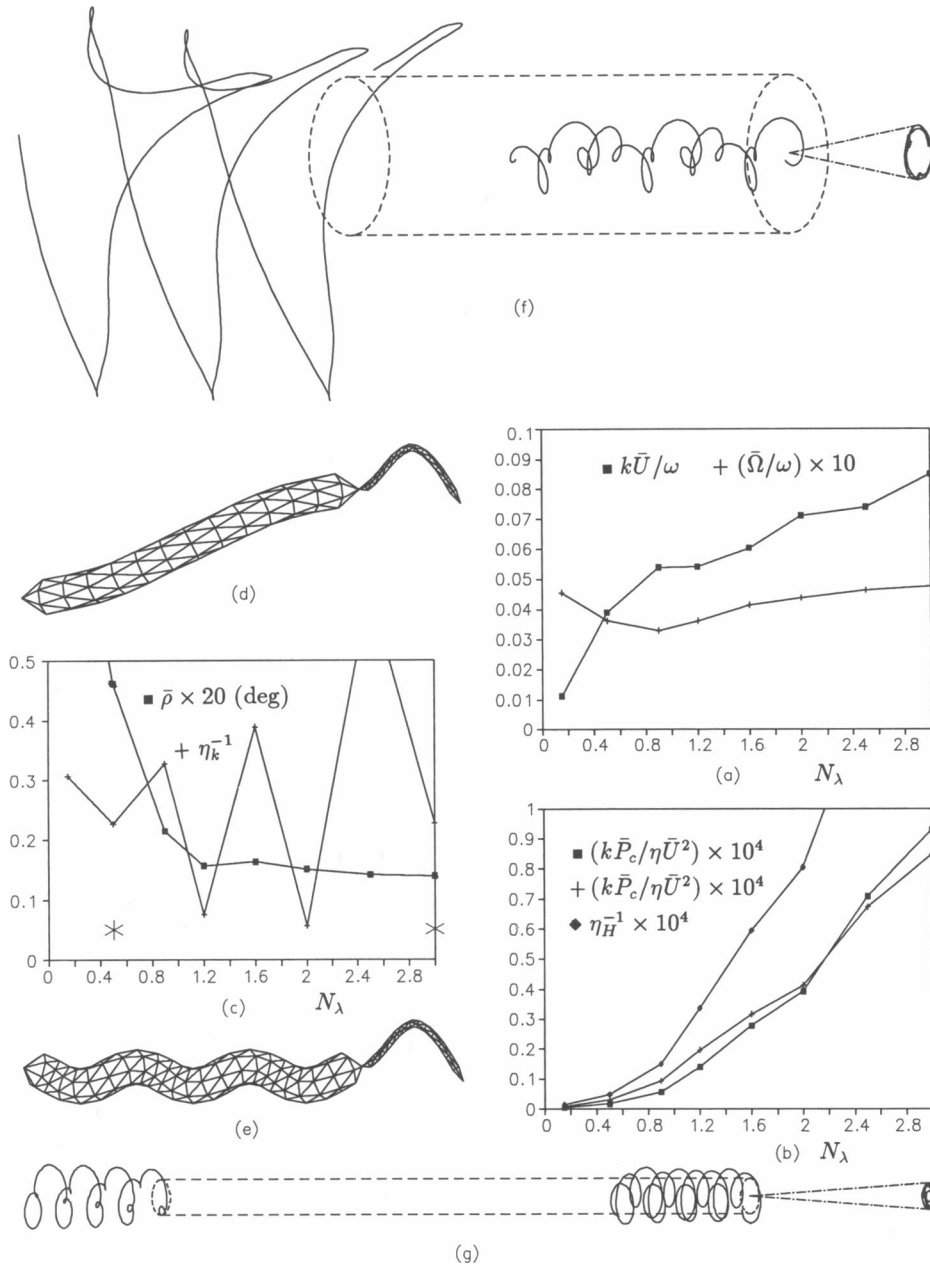 (f)
0.1
0.09
0.08
0.07
0.06
0.05
0.04
0.03
0.02
0.01
0
■ kŪ/ω + (Ω̄/ω) × 10
0 0.4 0.8 1.2 1.6 2 2.4 2.8
(a) N_λ
(d)
0.5
0.4
0.3
0.2
0.1
0
■ ρ̄ × 20 (deg)
+ η_k^{-1}
0 0.4 0.8 1.2 1.6 2 2.4 2.8
(c) N_λ
1
0.9
0.8
0.7
0.6
0.5
0.4
0.3
0.2
0.1
0
■ (kP̄_c/ηŪ²) × 10⁴
+ (kP̄_c/ηŪ²) × 10⁴
◆ η_H^{-1} × 10⁴
0 0.4 0.8 1.2 1.6 2 2.4 2.8
(b) N_λ
(e)
(g)